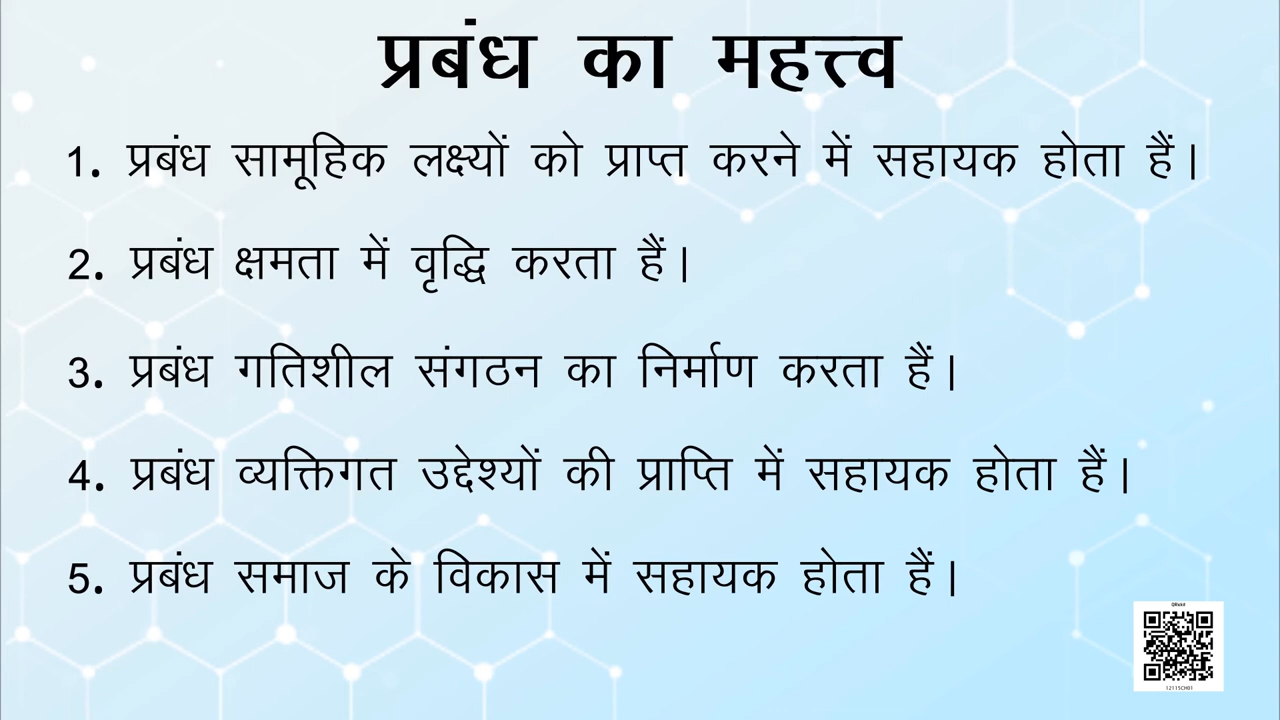 प्रबंध का महत्त्व
1. प्रबंध सामूहिक लक्ष्यों को प्राप्त करने में सहायक होता हैं।
2. प्रबंध क्षमता में वृद्धि करता हैं।
3. प्रबंध गतिशील संगठन का निर्माण करता हैं।
4. प्रबंध व्यक्तिगत उद्देश्यों की प्राप्ति में सहायक होता हैं।
5. प्रबंध समाज के विकास में सहायक होता हैं।
12115CH01